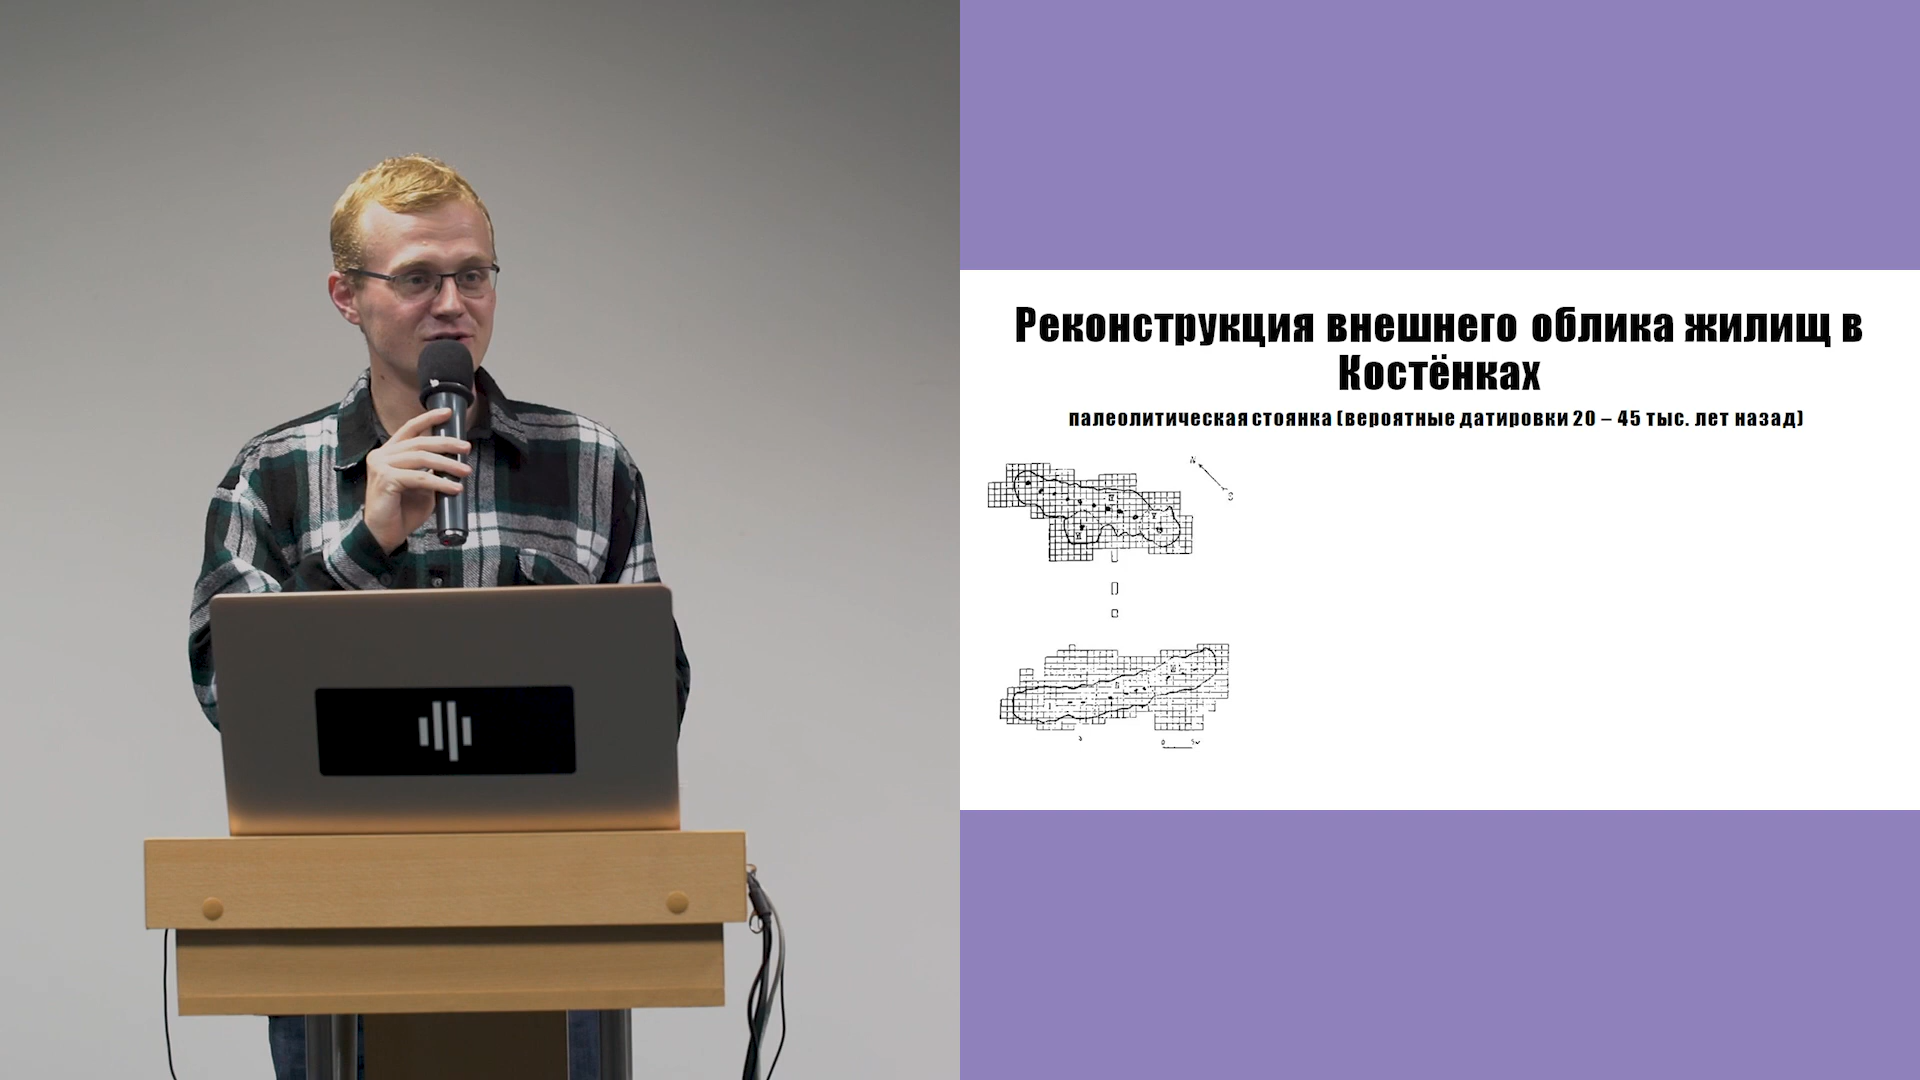 Реконструкция внешнего облика жилищ в
Костёнках
палеолитическая стоянка (вероятные датировки 20 – 45 тыс. лет назад)
N
S